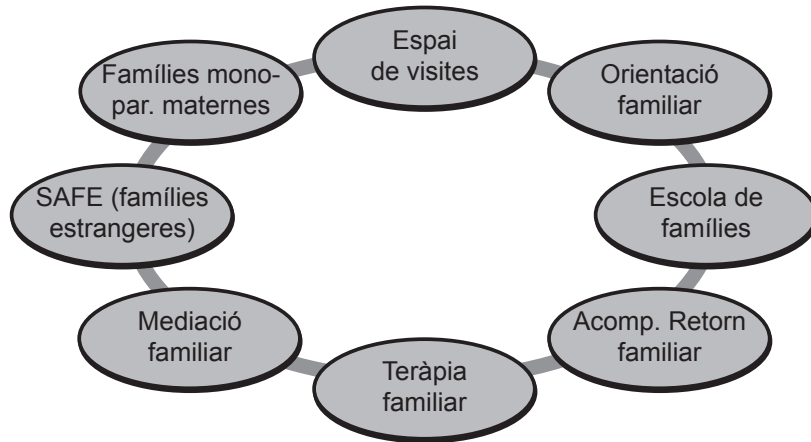 Espai
de visites
Orientació
familiar
Escola de
famílies
Acomp. Retorn
familiar
Teràpia
familiar
Mediació
familiar
SAFE (famílies
estrangeres)
Famílies mono-
par. maternes